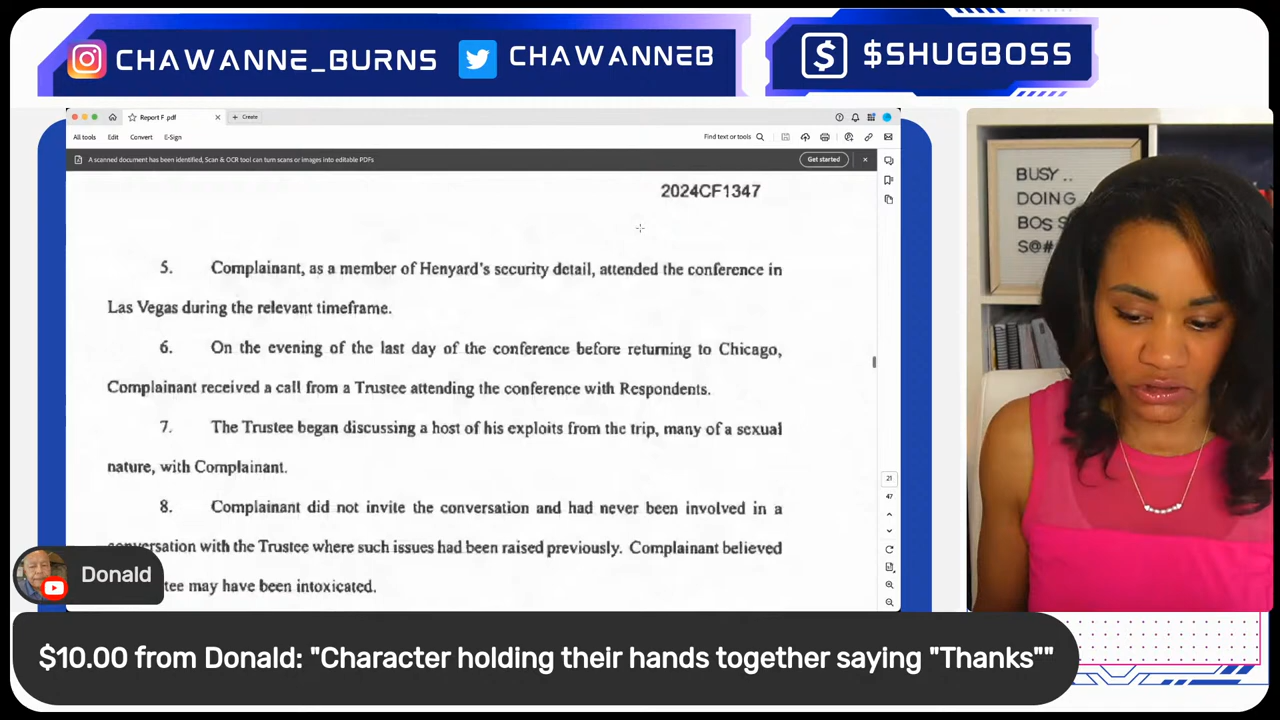 CHAWANNE_BURNS
CHAWANNEB
$SHUGBOSS
Report F .pdf
Create
All tools
Edit
Convert
E-Sign
Find text or tools
A scanned document has been identified, Scan & OCR tool can turn scans or images into editable PDFs
Get started
2024CF1347
5. Complainant, as a member of Henyard's security detail, attended the conference in
Las Vegas during the relevant timeframe.
6. On the evening of the last day of the conference before returning to Chicago,
Complainant received a call from a Trustee attending the conference with Respondents.
7. The Trustee began discussing a host of his exploits from the trip, many of a sexual
nature, with Complainant.
8. Complainant did not invite the conversation and had never been involved in a
conversation with the Trustee where such issues had been raised previously. Complainant believed
tee may have been intoxicated.
21
47
BUSY ..
DOING
BOS S
S@#
Donald
$10.00 from Donald: "Character holding their hands together saying "Thanks""